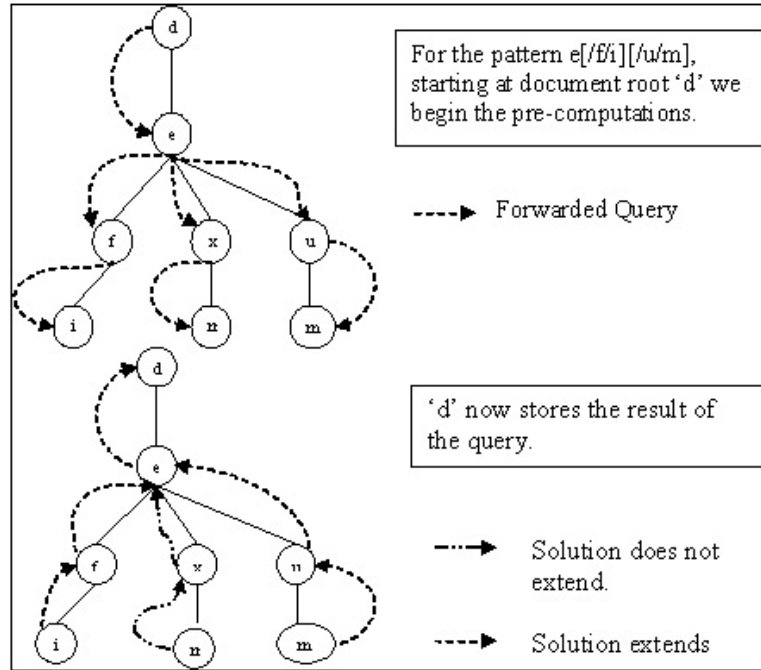 d
For the pattern e[/f/i][/u/m],
starting at document root ‘d’ we
begin the pre-computations.
e
Forwarded Query
f
x
u
i
n
m
d
‘d’ now stores the result of
the query.
e
Solution does not
extend.
f
x
u
i
n
m
Solution extends